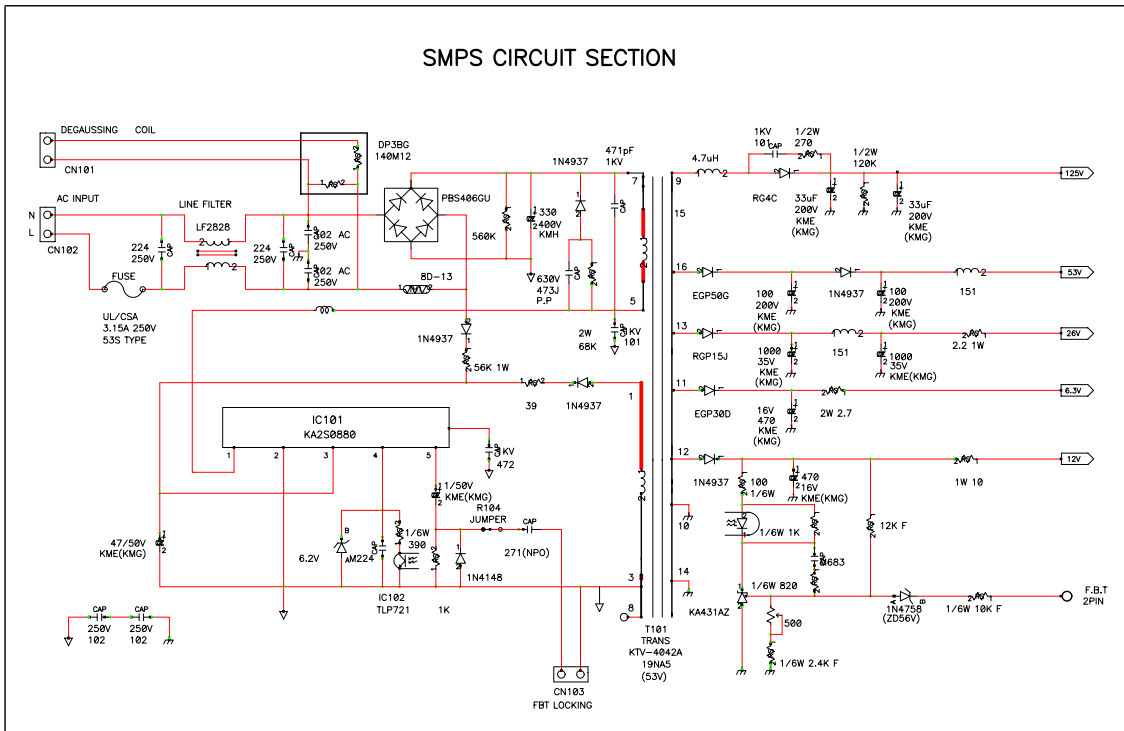 SMPS CIRCUIT SECTION
DEGAUSSING COIL
CN101
AC INPUT
N
L
CN102
FUSE
UL/CSA
3.15A 250V
53S TYPE
LINE FILTER
LF2828
224
250V
CAP
224
250V
CAP
DP3BG
140M12
AC
250V
AC
250V
PBS406GU
8D-13
560K
330
400V
KMH
1N4937
471pF
1KV
CAP
630V
473J
P.P
CAP
2W
68K
1KV
101
1N4937
56K 1W
39
1N4937
IC101
KA2S0880
1
2
3
4
5
1KV
472
47/50V
KME(KMG)
6.2V
B
A
M224
1/6W
390
IC102
TLP721
1K
11/50V
KME(KMG)
R104
JUMPER
CAP
271(NPO)
1N4148
CN103
FBT LOCKING
CAP
250V
102
CAP
250V
102
7
5
1
3
8
T101
TRANS
KTV-4042A
19NA5
(53V)
9
15
16
13
11
12
10
14
4.7uH
1KV
101
CAP
1/2W
270
RG4C
1/2W
120K
33uF
200V
KME
(KMG)
33uF
200V
KME
(KMG)
125V
EGP50G
100
200V
KME
(KMG)
1N4937
100
200V
KME
(KMG)
151
53V
RGP15J
1000
35V
KME
(KMG)
151
1000
35V
KME(KMG)
2.2 1W
26V
EGP30D
16V
470
KME
(KMG)
2W 2.7
6.3V
1N4937
100
1/6W
470
16V
KME(KMG)
1W 10
12V
1/6W 1K
12K F
M683
1/6W 820
KA431AZ
500
1/6W 2.4K F
A
B
1N4758
(ZD56V)
1/6W 10K F
F.B.T
2PIN